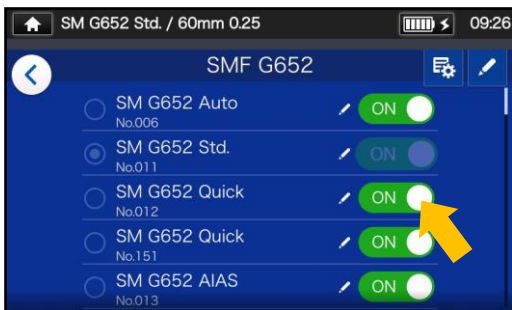 SM G652 Std. / 60mm 0.25 09:26
SMF G652
SM G652 Auto ON
No.006
SM G652 Std. ON
No.011
SM G652 Quick ON
No.012
SM G652 Quick ON
No.151
SM G652 AIAS ON
No.013